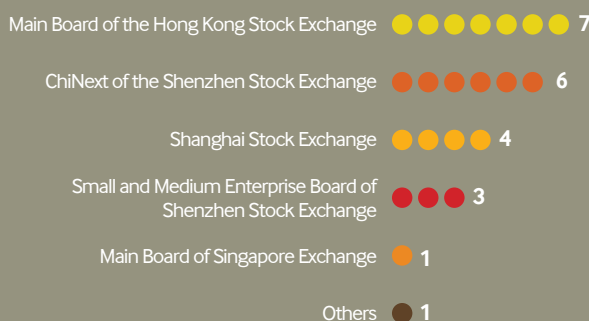 Main Board of the Hong Kong Stock Exchange 7
ChiNext of the Shenzhen Stock Exchange 6
Shanghai Stock Exchange 4
Small and Medium Enterprise Board of
Shenzhen Stock Exchange 3
Main Board of Singapore Exchange 1
Others 1